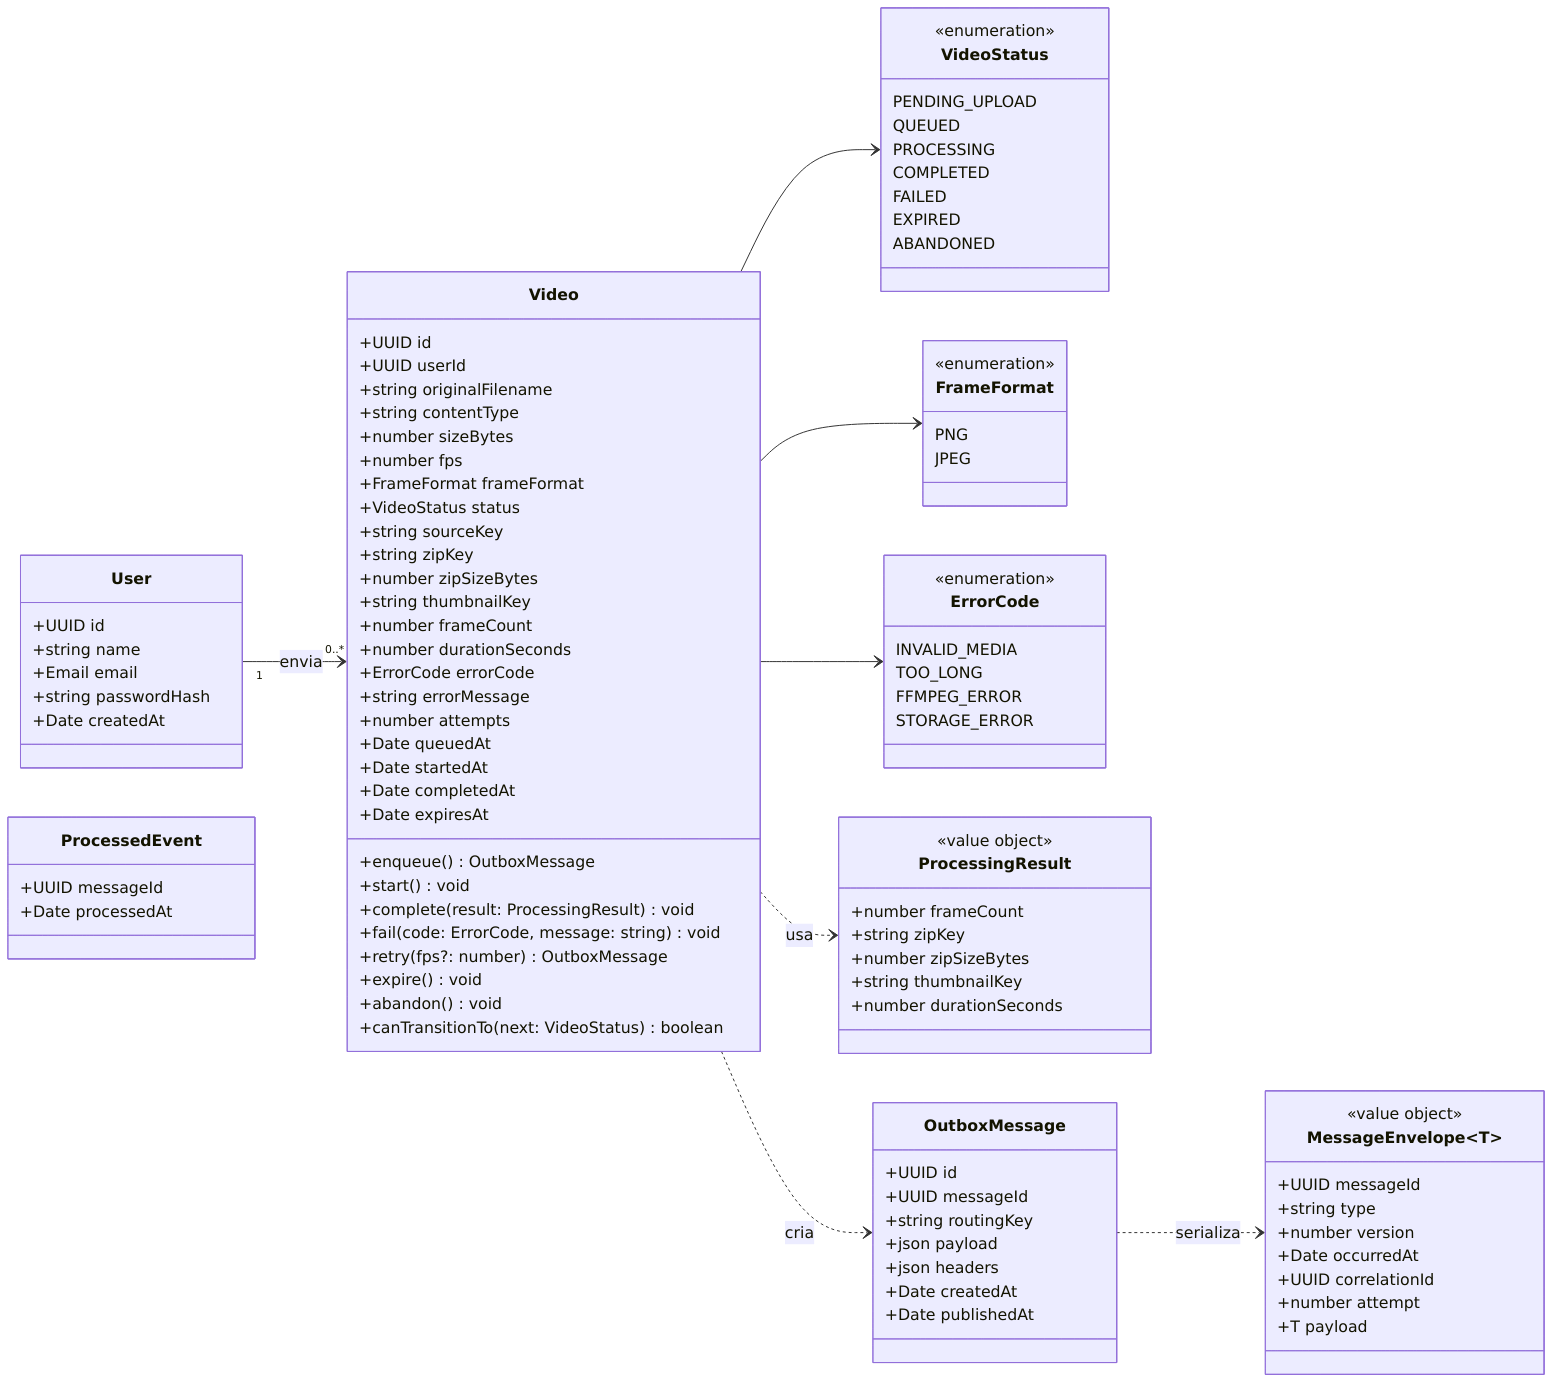 «enumeration»
VideoStatus
PENDING_UPLOAD
QUEUED
PROCESSING
COMPLETED
FAILED
EXPIRED
ABANDONED
Video
+UUID id
+UUID userId
+string originalFilename
+string contentType
+number sizeBytes
+number fps
+FrameFormat frameFormat
+VideoStatus status
+string sourceKey
+string zipKey
+number zipSizeBytes
+string thumbnailKey
+number frameCount
+number durationSeconds
+ErrorCode errorCode
+string errorMessage
+number attempts
+Date queuedAt
+Date startedAt
+Date completedAt
+Date expiresAt
+enqueue() : OutboxMessage
+start() : void
+complete(result: ProcessingResult) : void
+fail(code: ErrorCode, message: string) : void
+retry(fps?: number) : OutboxMessage
+expire() : void
+abandon() : void
+canTransitionTo(next: VideoStatus) : boolean
«enumeration»
FrameFormat
PNG
JPEG
User
+UUID id
+string name
+Email email
+string passwordHash
+Date createdAt
1
envia
0..*
«enumeration»
ErrorCode
INVALID_MEDIA
TOO_LONG
FFMPEG_ERROR
STORAGE_ERROR
ProcessedEvent
+UUID messageId
+Date processedAt
usa
«value object»
ProcessingResult
+number frameCount
+string zipKey
+number zipSizeBytes
+string thumbnailKey
+number durationSeconds
cria
OutboxMessage
+UUID id
+UUID messageId
+string routingKey
+json payload
+json headers
+Date createdAt
+Date publishedAt
serializa
«value object»
MessageEnvelope<T>
+UUID messageId
+string type
+number version
+Date occurredAt
+UUID correlationId
+number attempt
+T payload